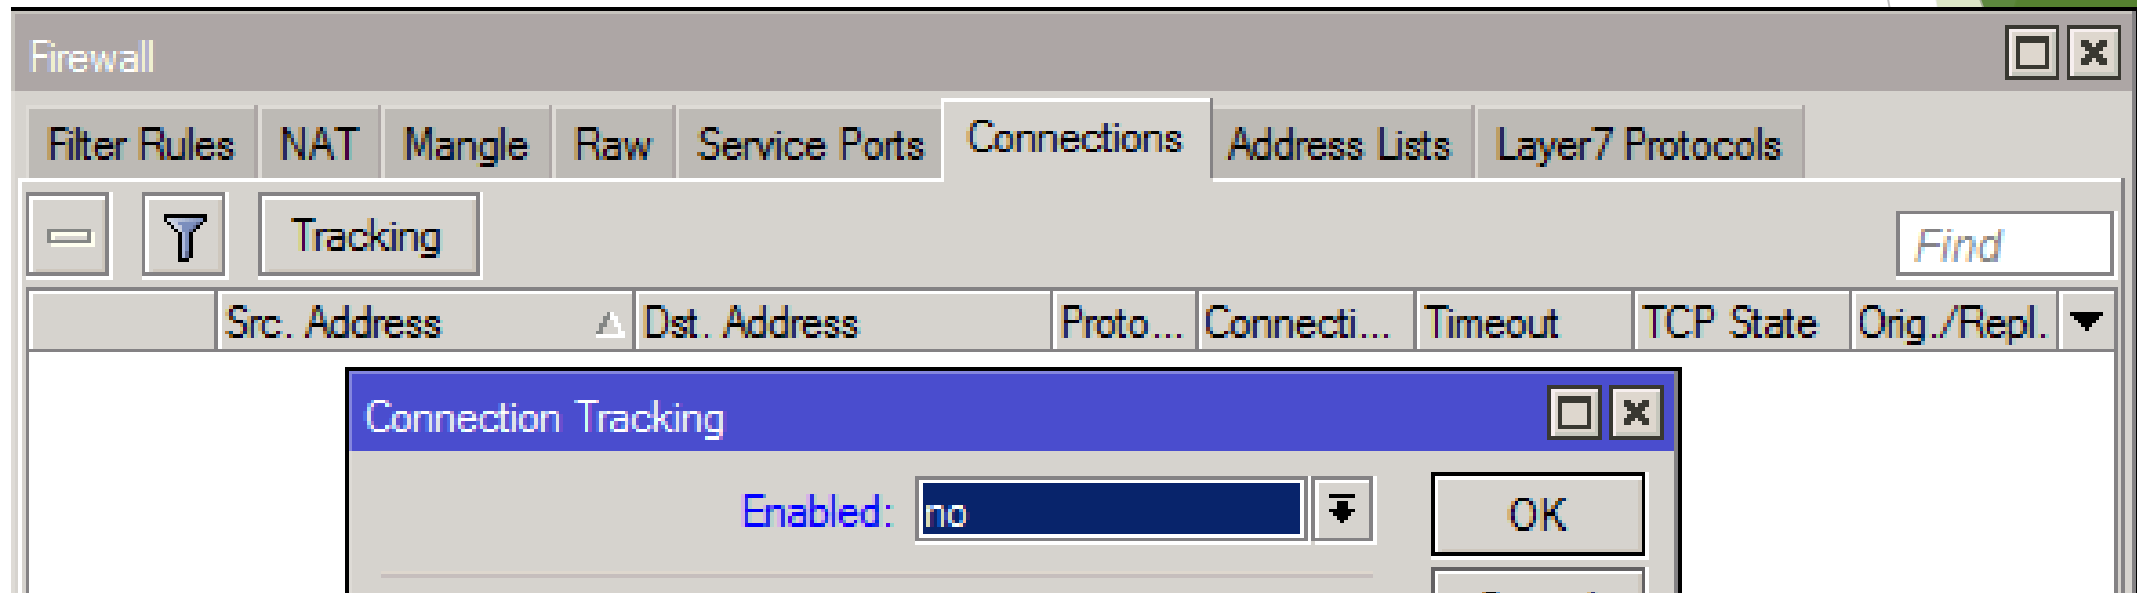 Firewall
Filter Rules NAT Mangle Raw Service Ports Connections Address Lists Layer7 Protocols
Tracking Find
Src. Address Dst. Address Proto... Connecti... Timeout TCP State Orig./Repl.
Connection Tracking
Enabled: no OK